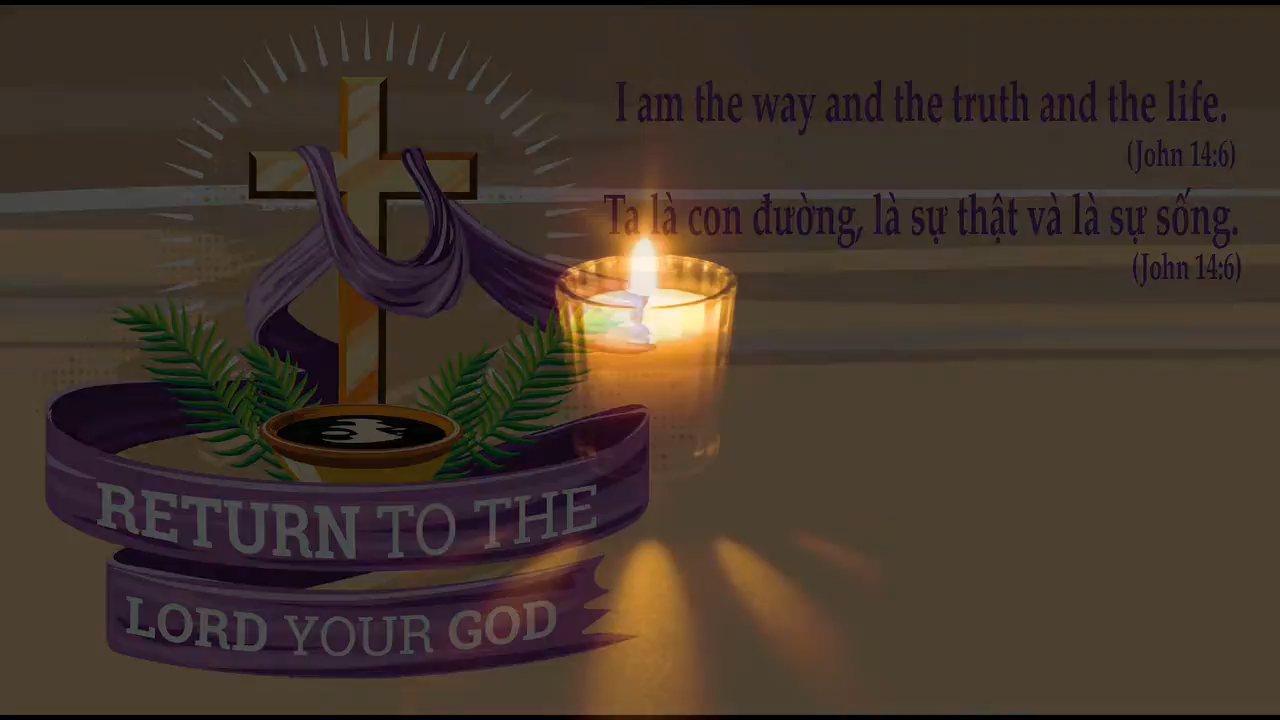 I am the way and the truth and the life.
(John 14:6)
Ta là con đường, là sự thật và là sự sống.
(John 14:6)
RETURN TO THE
LORD YOUR GOD